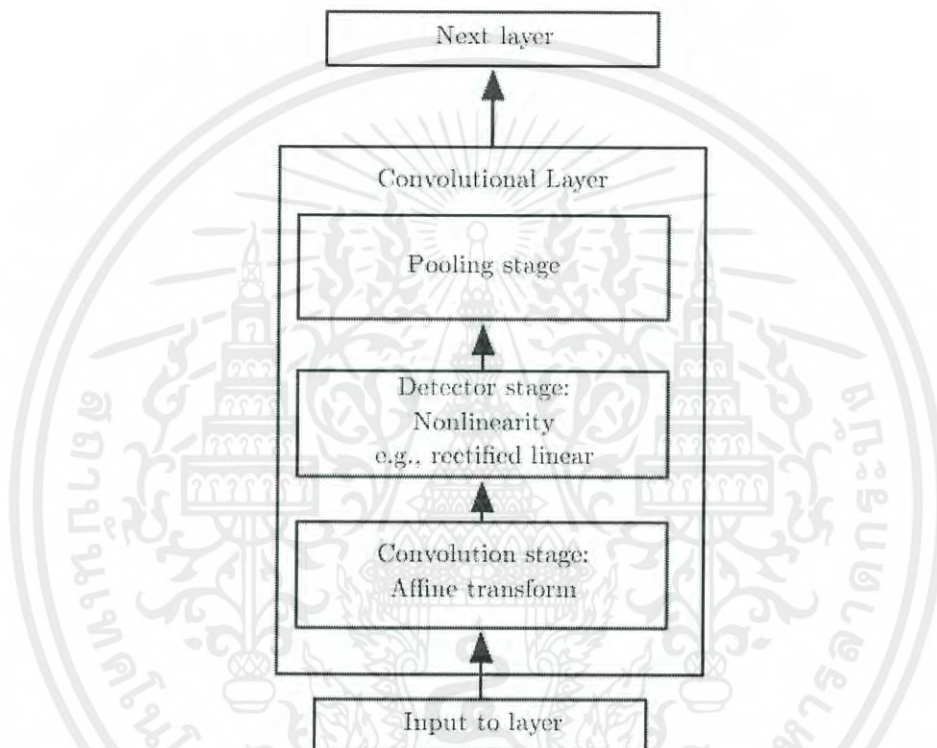 Next layer
Convolutional Layer
Pooling stage
Detector stage:
Nonlinearity
e.g., rectified linear
Convolution stage:
Affine transform
Input to layer